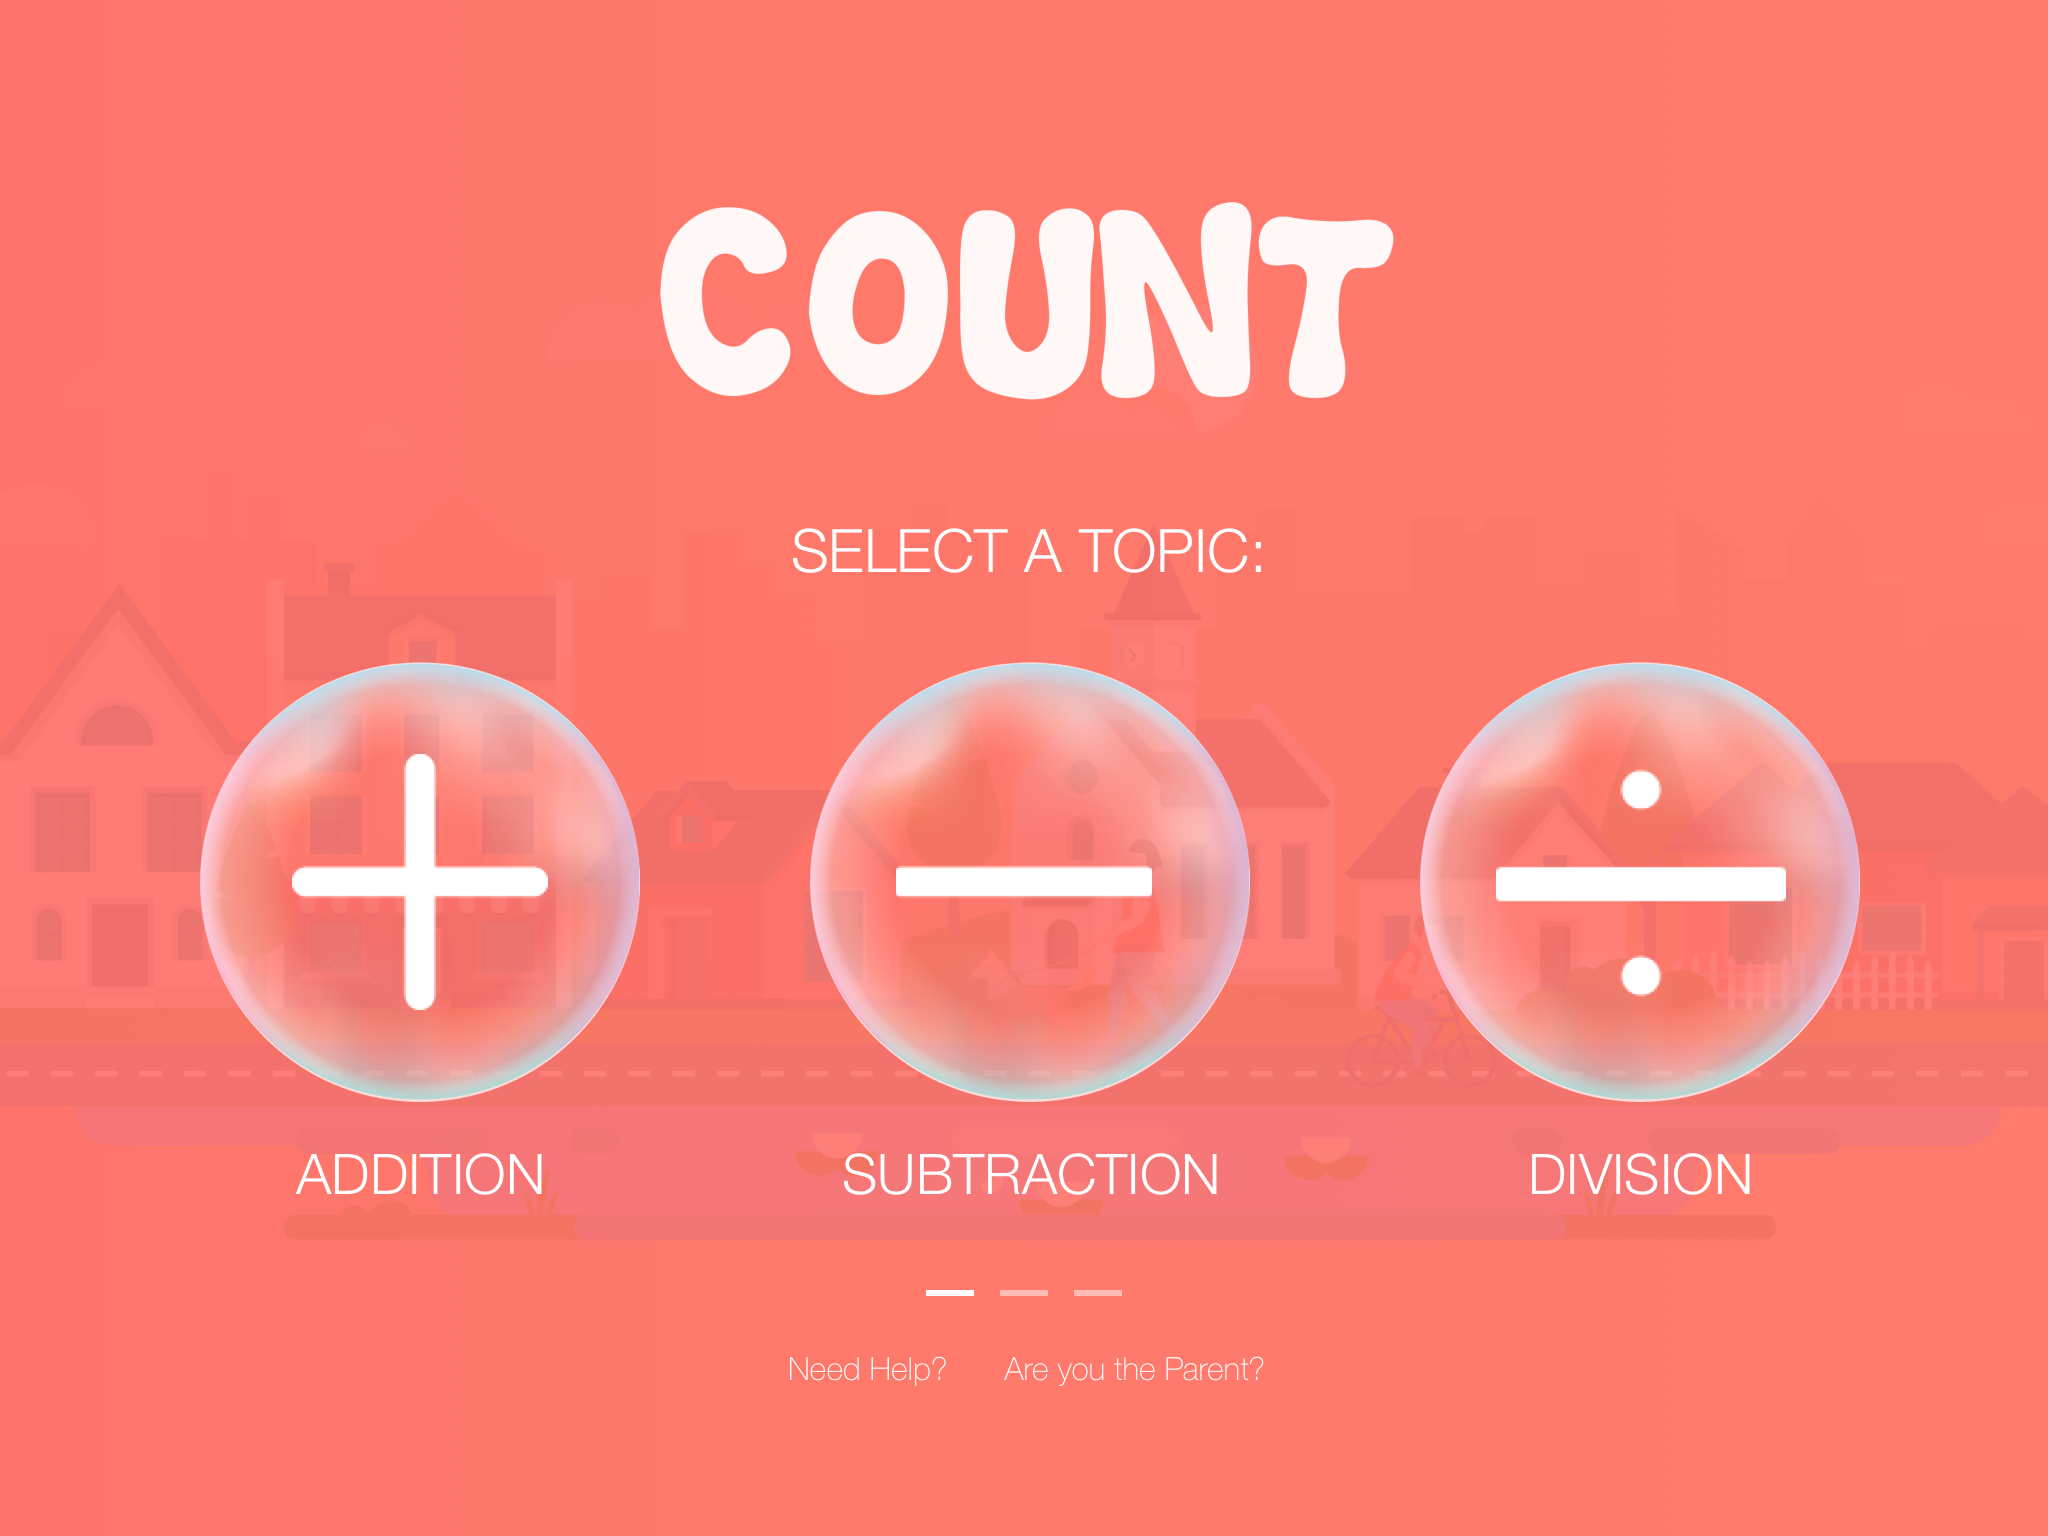 COUNT
SELECT A TOPIC:
ADDITION SUBTRACTION DIVISION
Need Help? Are you the Parent?